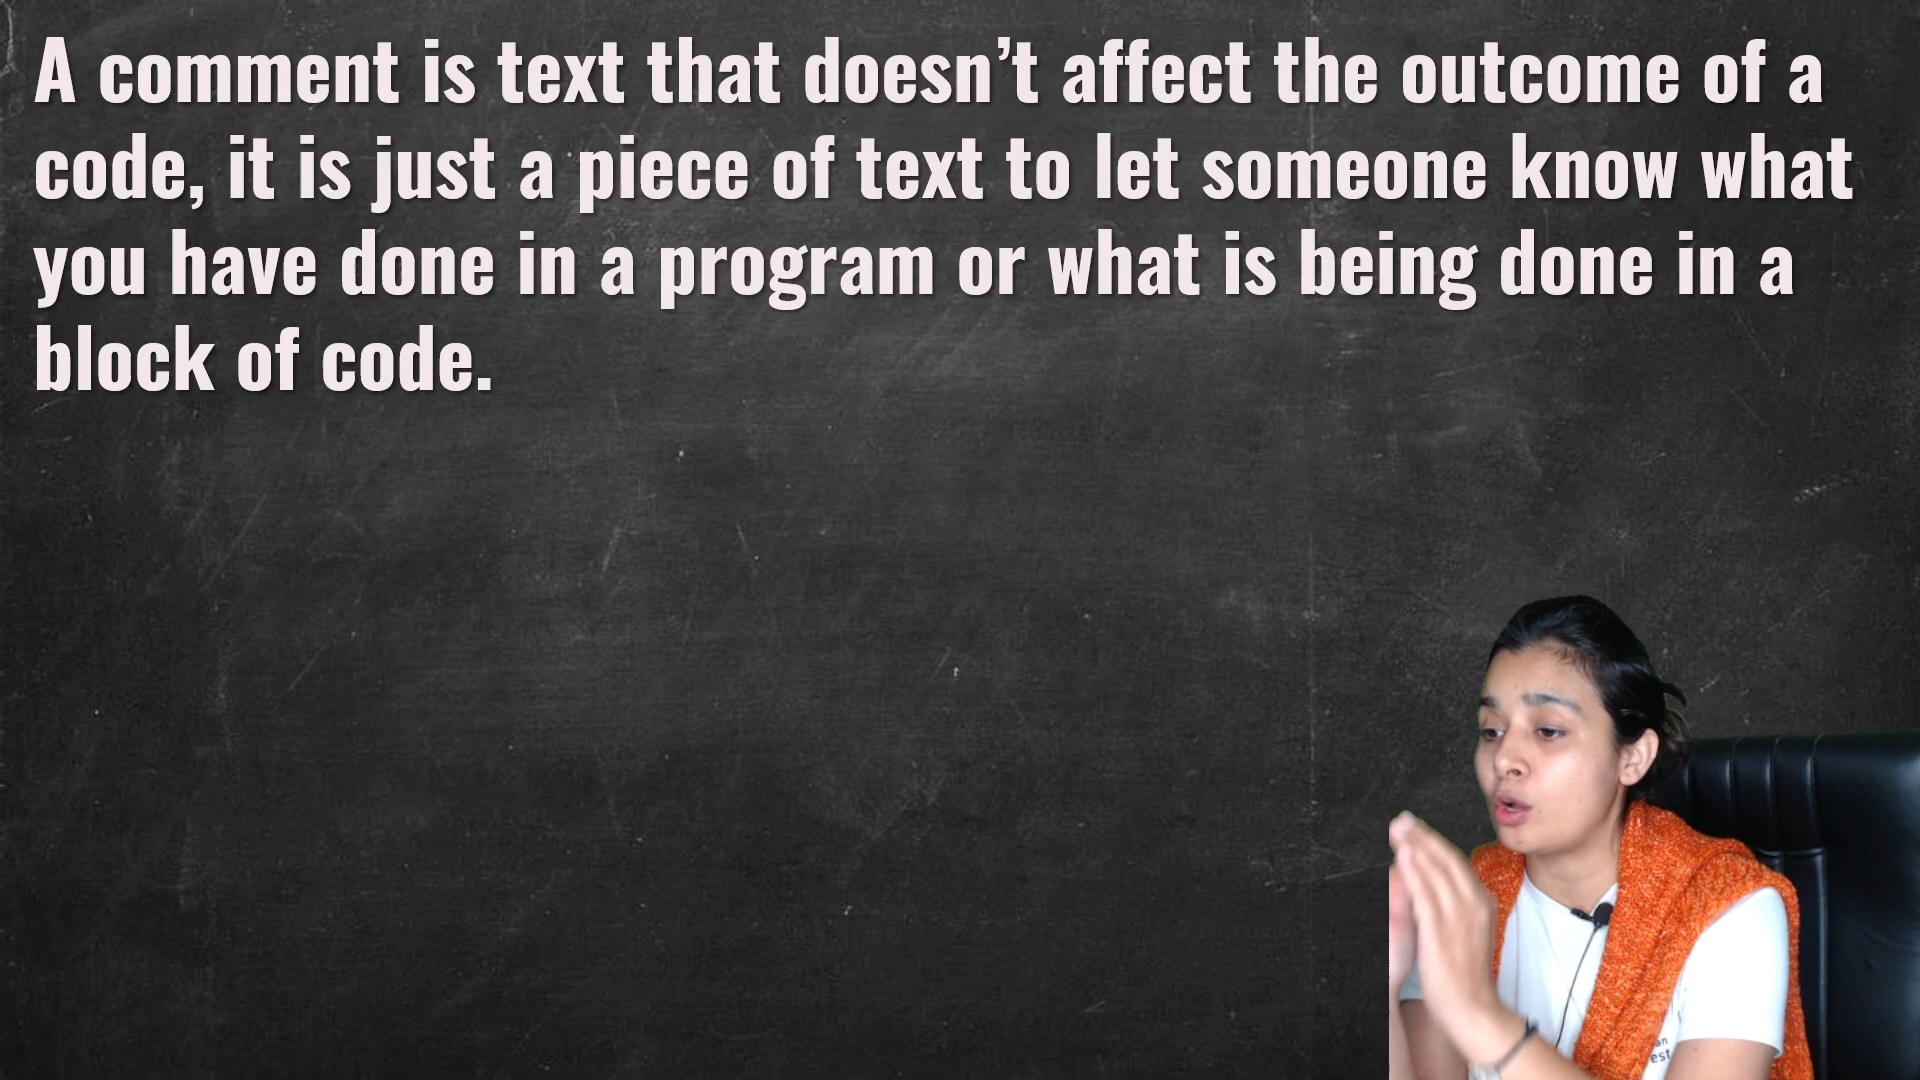 A comment is text that doesn’t affect the outcome of a
code, it is just a piece of text to let someone know what
you have done in a program or what is being done in a
block of code.